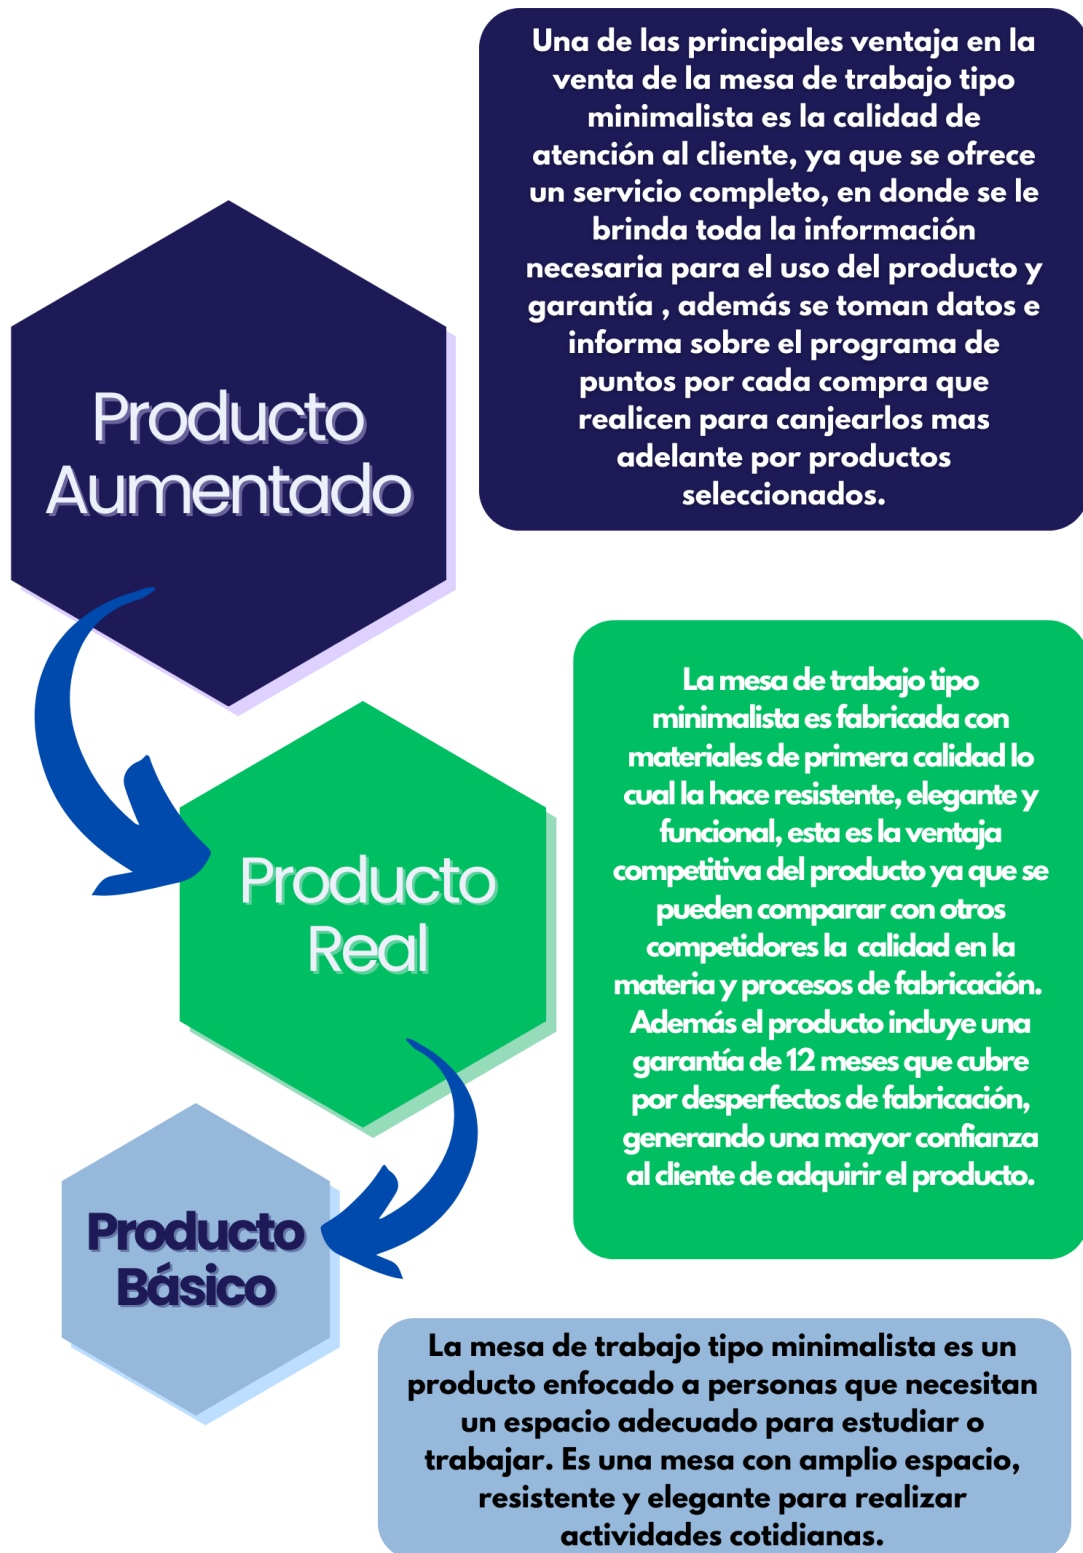 Una de las principales ventaja en la
venta de la mesa de trabajo tipo
minimalista es la calidad de
atención al cliente, ya que se ofrece
un servicio completo, en donde se le
brinda toda la información
necesaria para el uso del producto y
garantía , además se toman datos e
informa sobre el programa de
puntos por cada compra que
realicen para canjearlos mas
adelante por productos
seleccionados.
Producto
Aumentado
La mesa de trabajo tipo
minimalista es fabricada con
materiales de primera calidad lo
cual la hace resistente, elegante y
funcional, esta es la ventaja
competitiva del producto ya que se
pueden comparar con otros
competidores la  calidad en la
materia y procesos de fabricación.
Además el producto incluye una
garantía de 12 meses que cubre
por desperfectos de fabricación,
generando una mayor confianza
al cliente de adquirir el producto.
Producto
Real
Producto
Básico
La mesa de trabajo tipo minimalista es un
producto enfocado a personas que necesitan
un espacio adecuado para estudiar o
trabajar. Es una mesa con amplio espacio,
resistente y elegante para realizar
actividades cotidianas.